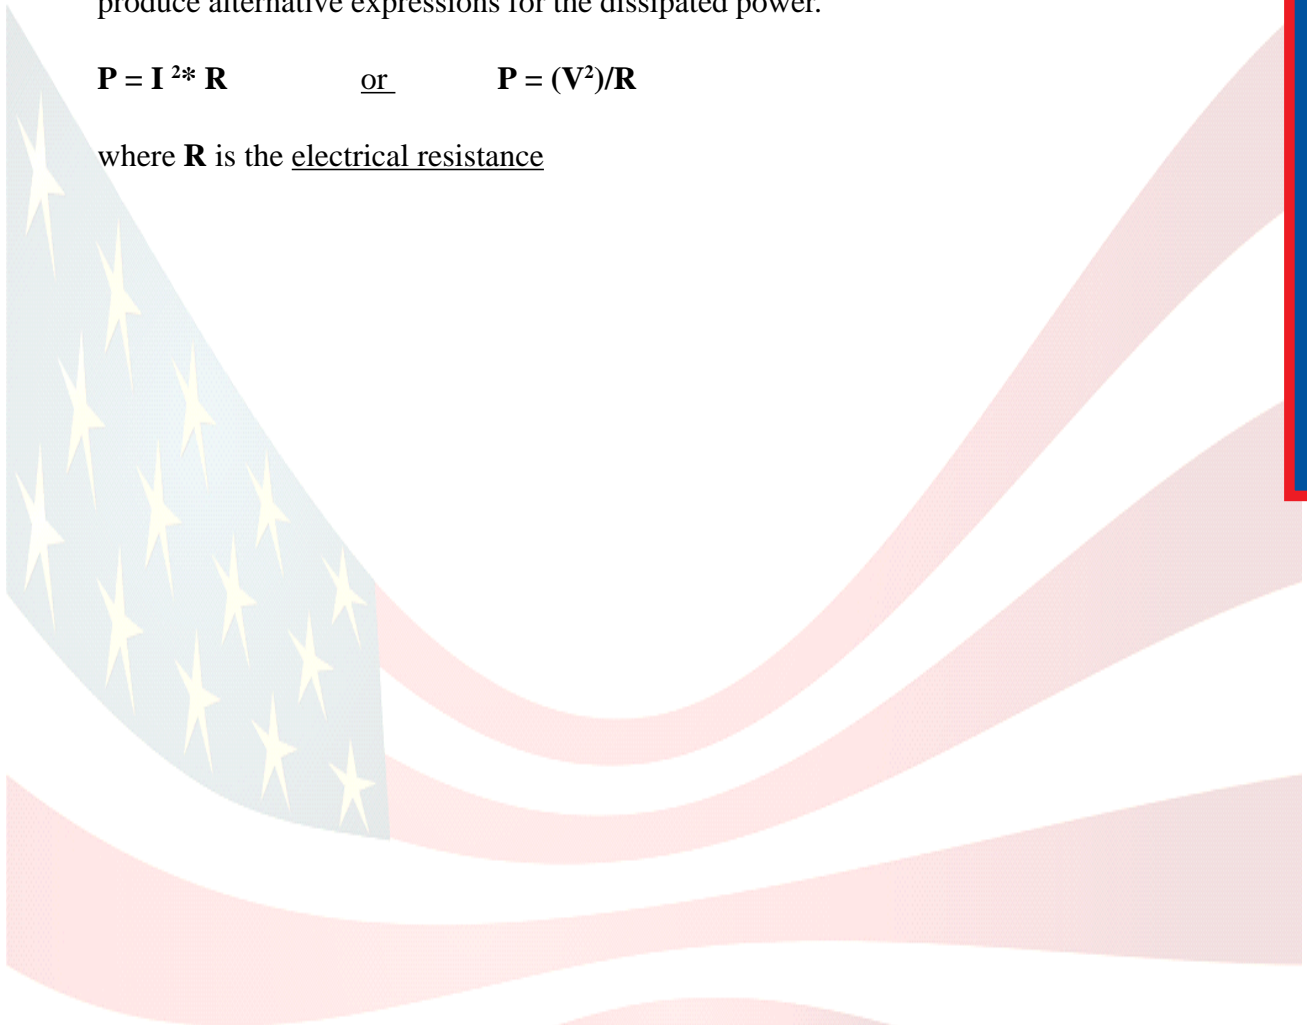 produce alternative expressions for the dissipated power.
P = I ²* R or P = (V²)/R
where R is the electrical resistance